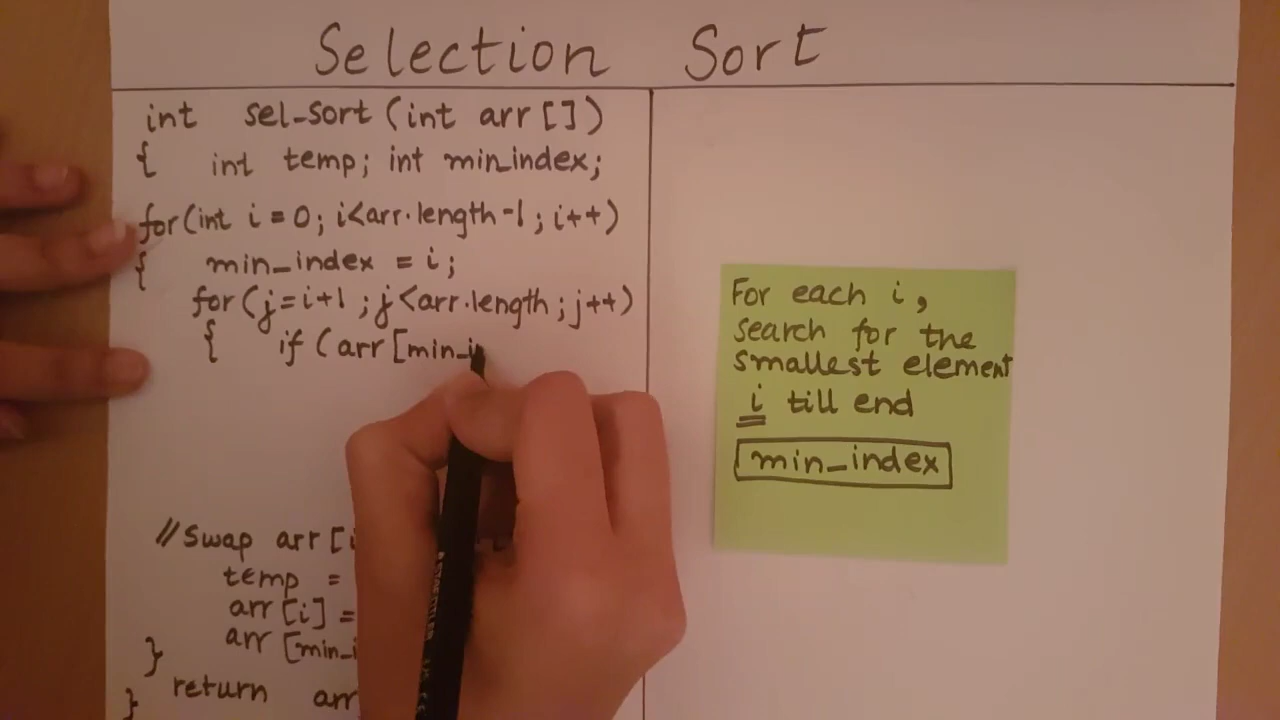 Selection Sort
int sel_sort (int arr [])
{ int temp; int min_index;
for(int i = 0; i<arr.length-1; i++)
{ min_index = i;
for(j=i+1; j<arr.length; j++)
{ if (arr [min_i
//Swap arr [i
temp =
arr [i] =
arr [min_i
}
return arr
}
For each i,
search for the
smallest element
i till end
min_index